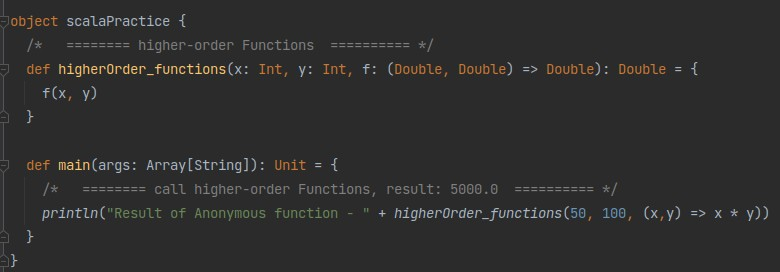 object scalaPractice {
/*   ======== higher-order Functions  ========== */
def higherOrder_functions(x: Int, y: Int, f: (Double, Double) => Double): Double = {
f(x, y)
}
def main(args: Array[String]): Unit = {
/*   ======== call higher-order Functions, result: 5000.0  ========== */
println("Result of Anonymous function - " + higherOrder_functions(50, 100, (x,y) => x * y))
}
}